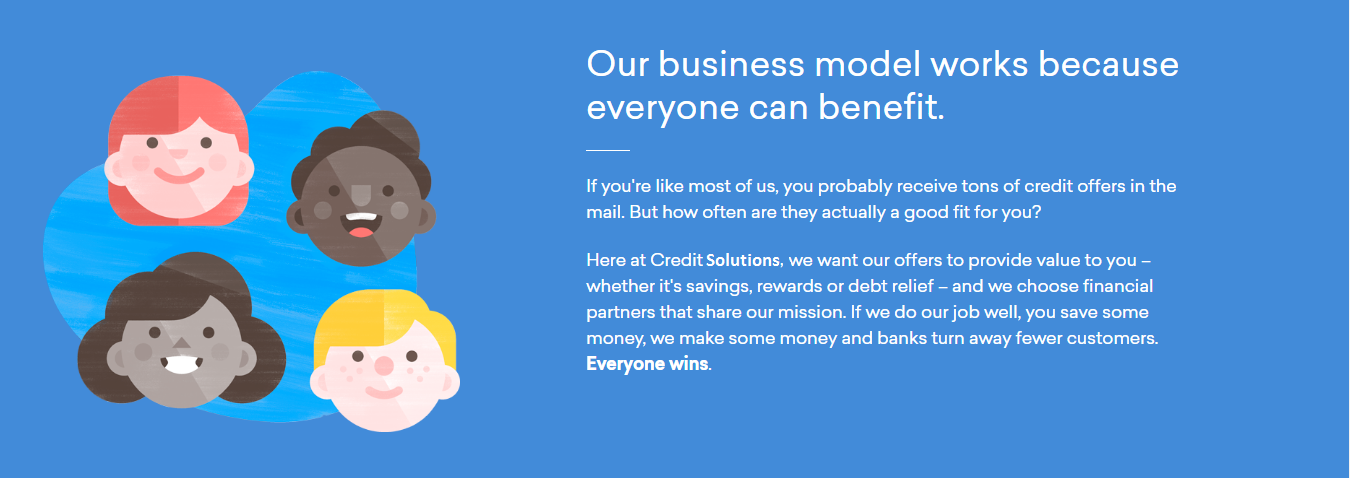 Our business model works because
everyone can benefit.
If you're like most of us, you probably receive tons of credit offers in the
mail. But how often are they actually a good fit for you?
Here at Credit Solutions, we want our offers to provide value to you –
whether it's savings, rewards or debt relief – and we choose financial
partners that share our mission. If we do our job well, you save some
money, we make some money and banks turn away fewer customers.
Everyone wins.